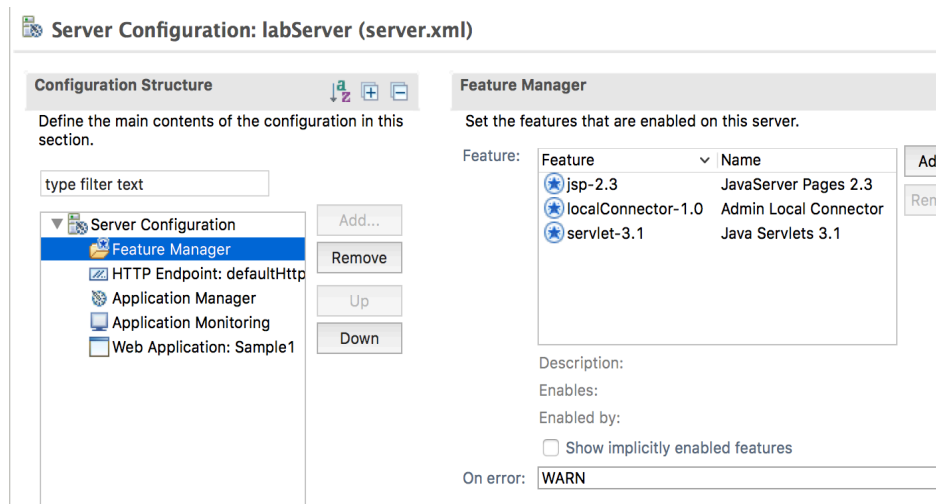 Server Configuration: labServer (server.xml)
Configuration Structure
Define the main contents of the configuration in this
section.
type filter text
Server Configuration
Feature Manager
HTTP Endpoint: defaultHttp
Application Manager
Application Monitoring
Web Application: Sample1
Add...
Remove
Up
Down
Feature Manager
Set the features that are enabled on this server.
Feature:
Feature Name
jsp-2.3 JavaServer Pages 2.3
localConnector-1.0 Admin Local Connector
servlet-3.1 Java Servlets 3.1
Ad
Ren
Description:
Enables:
Enabled by:
Show implicitly enabled features
On error: WARN